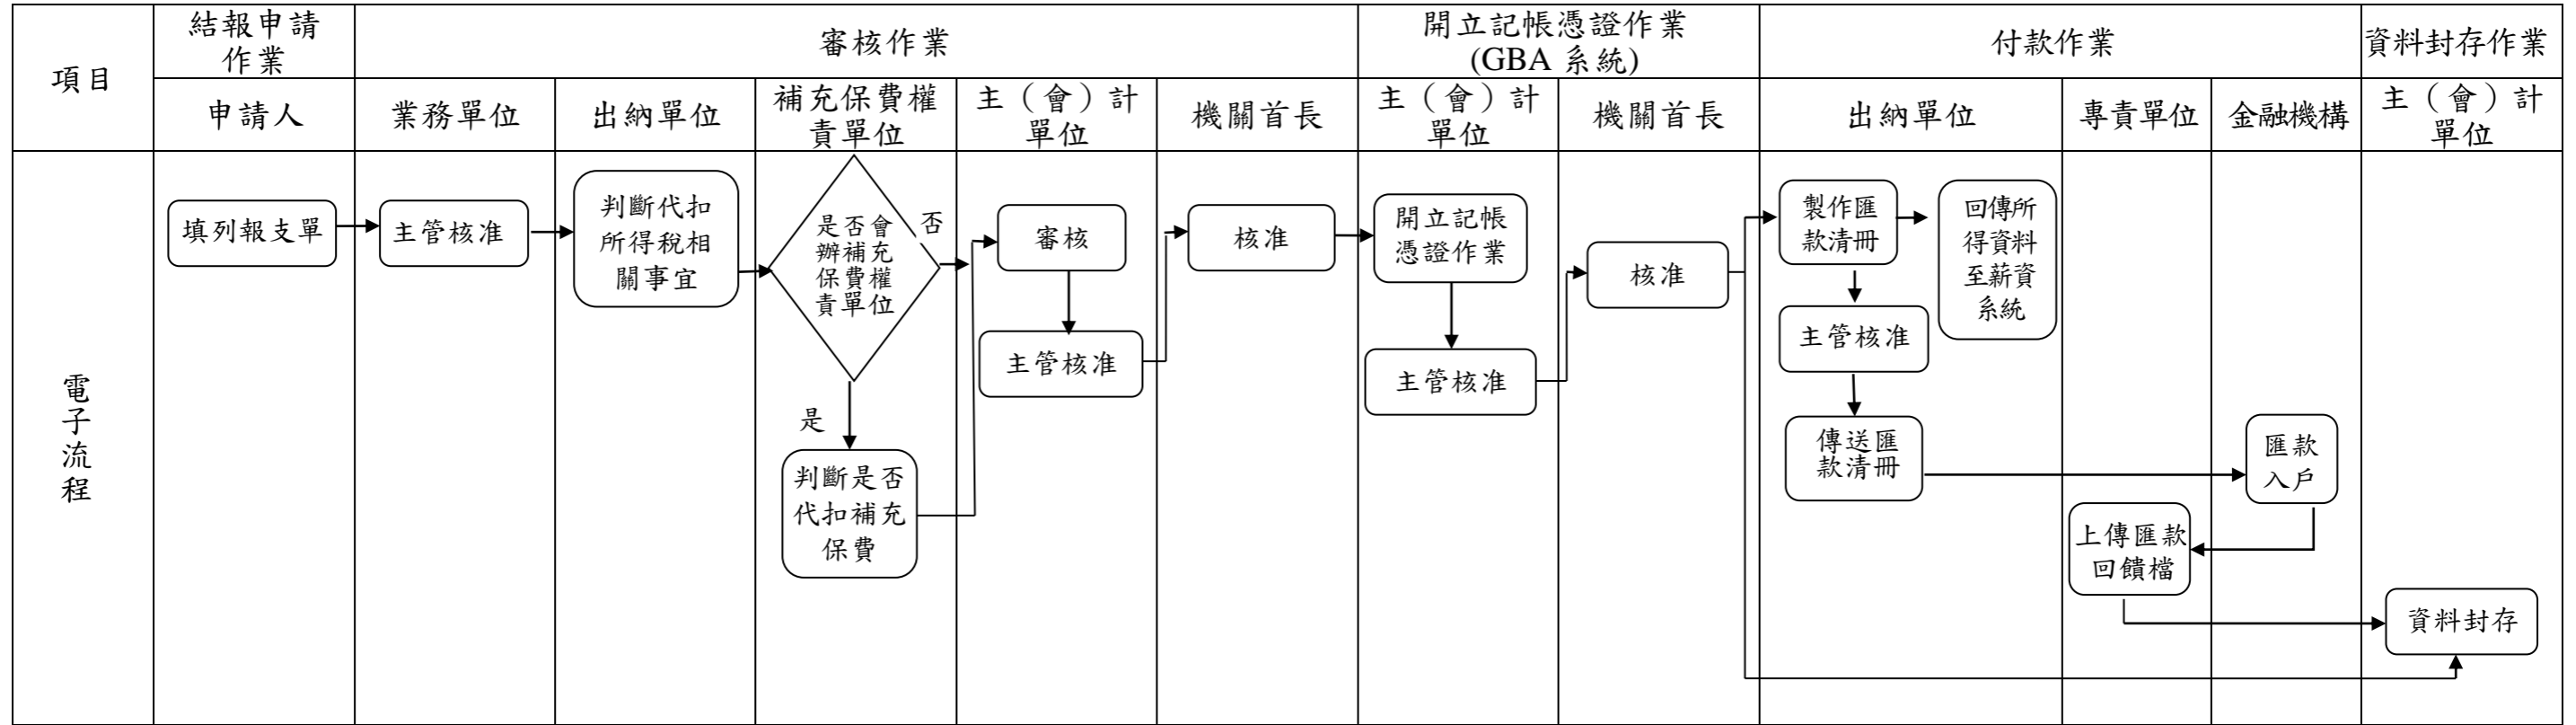 項目
結報申請
作業
審核作業
開立記帳憑證作業
(GBA 系統)
付款作業
資料封存作業
申請人
業務單位
出納單位
補充保費權
責單位
主（會）計
單位
機關首長
主（會）計
單位
機關首長
出納單位
專責單位
金融機構
主（會）計
單位
電
子
流
程
填列報支單
主管核准
判斷代扣
所得稅相
關事宜
是否會
辦補充
保費權
責單位
否
是
判斷是否
代扣補充
保費
審核
主管核准
核准
開立記帳
憑證作業
主管核准
核准
製作匯
款清冊
回傳所
得資料
至薪資
系統
主管核准
傳送匯
款清冊
匯款
入戶
上傳匯款
回饋檔
資料封存